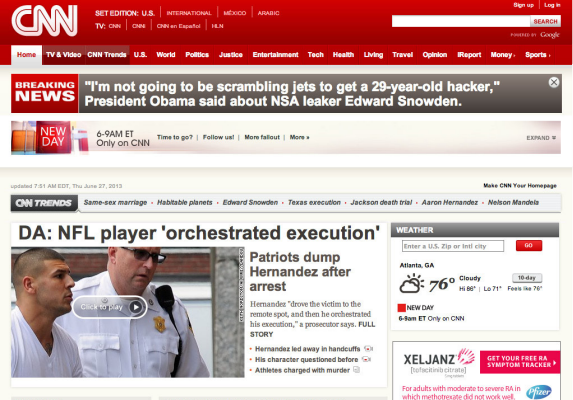 Sign up | Log in
CNN
SET EDITION: U.S. | INTERNATIONAL | MÉXICO | ARABIC
TV: CNN | CNNi | CNN en Español | HLN
SEARCH
POWERED BY Google
Home TV & Video CNN Trends U.S. World Politics Justice Entertainment Tech Health Living Travel Opinion iReport Money Sports
BREAKING NEWS
"I'm not going to be scrambling jets to get a 29-year-old hacker,"
President Obama said about NSA leaker Edward Snowden.
NEW DAY
6-9AM ET
Only on CNN
Time to go? | Follow us! | More fallout | More »
EXPAND
updated 7:51 AM EDT, Thu June 27, 2013
Make CNN Your Homepage
CNN TRENDS
Same-sex marriage • Habitable planets • Edward Snowden • Texas execution • Jackson death trial • Aaron Hernandez • Nelson Mandela
DA: NFL player 'orchestrated execution'
Click to play
Patriots dump
Hernandez after
arrest
Hernandez "drove the victim to the
remote spot, and then he orchestrated
his execution," a prosecutor says. FULL
STORY
• Hernandez led away in handcuffs
• His character questioned before
• Athletes charged with murder
WEATHER
Enter a U.S. Zip or Intl city
GO
Atlanta, GA
76°
Cloudy
10-day
Hi 86° | Lo 71° Feels like 76°
NEW DAY
6-9am ET Only on CNN
XELJANZ
[tofacitinib citrate]
GET YOUR FREE RA
SYMPTOM TRACKER
For adults with moderate to severe RA in
which methotrexate did not work well.
Pfizer